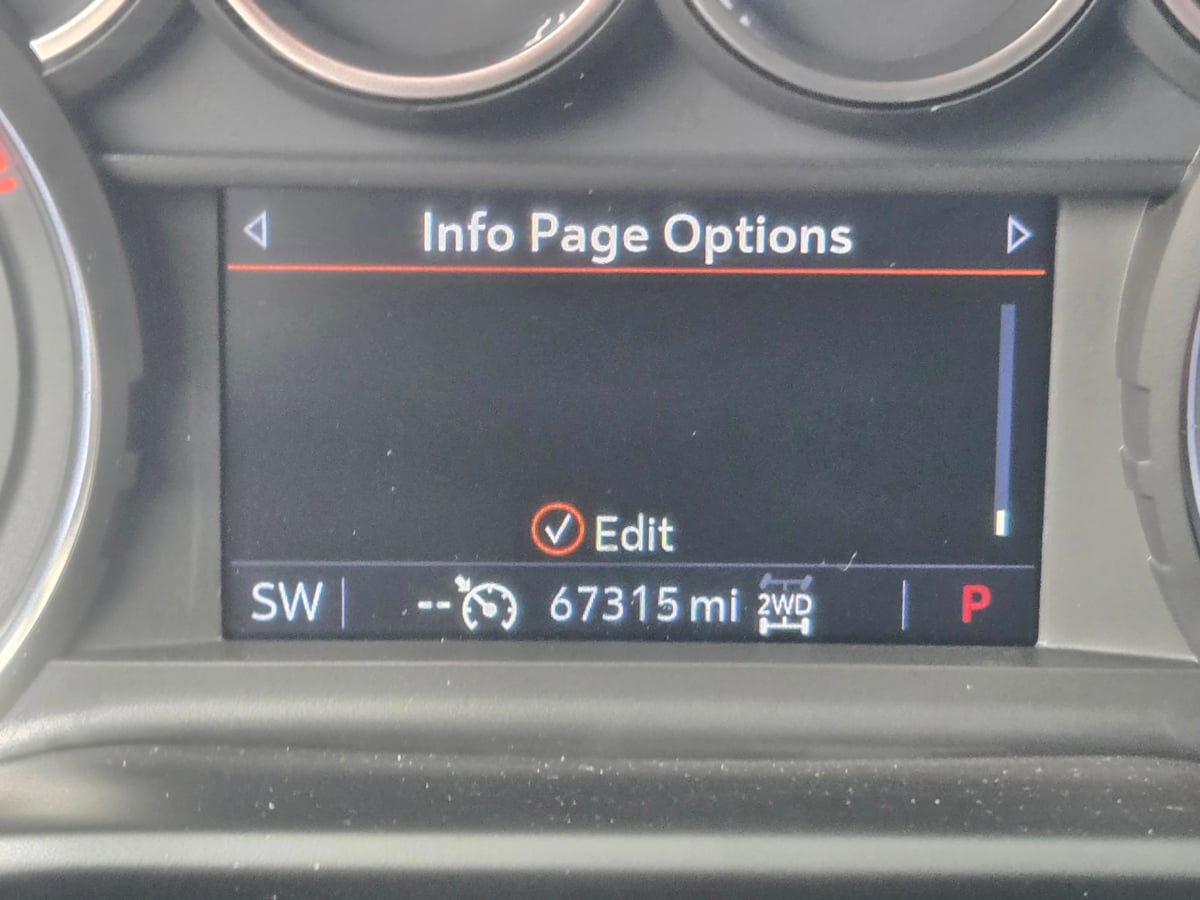 Info Page Options
Edit
SW -- 67315 mi 2WD P